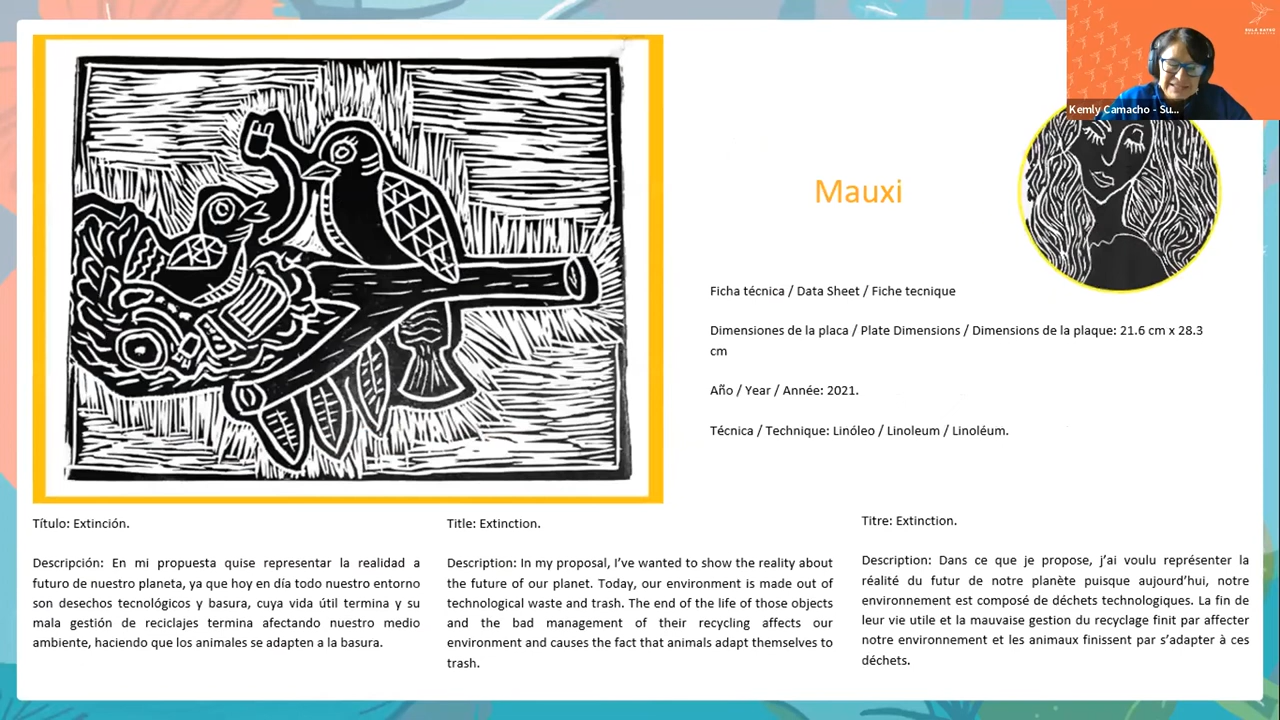 SULÁ BATSÚ
Kemly Camacho - Su...
Mauxi
Ficha técnica / Data Sheet / Fiche tecnique
Dimensiones de la placa / Plate Dimensions / Dimensions de la plaque: 21.6 cm x 28.3
cm
Año / Year / Année: 2021.
Técnica / Technique: Linóleo / Linoleum / Linoléum.
Título: Extinción.
Descripción: En mi propuesta quise representar la realidad a
futuro de nuestro planeta, ya que hoy en día todo nuestro entorno
son desechos tecnológicos y basura, cuya vida útil termina y su
mala gestión de reciclajes termina afectando nuestro medio
ambiente, haciendo que los animales se adapten a la basura.
Title: Extinction.
Description: In my proposal, I've wanted to show the reality about
the future of our planet. Today, our environment is made out of
technological waste and trash. The end of the life of those objects
and the bad management of their recycling affects our
environment and causes the fact that animals adapt themselves to
trash.
Titre: Extinction.
Description: Dans ce que je propose, j'ai voulu représenter la
réalité du futur de notre planète puisque aujourd'hui, notre
environnement est composé de déchets technologiques. La fin de
leur vie utile et la mauvaise gestion du recyclage finit par affecter
notre environnement et les animaux finissent par s'adapter à ces
déchets.